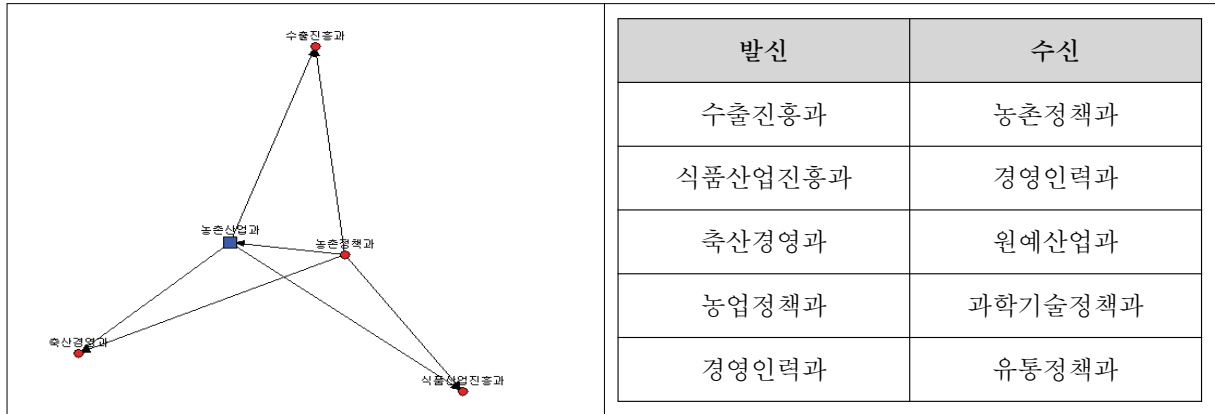 수출진흥과
농촌산업과
농촌정책과
축산경영과
식품산업진흥과
발신 수신
수출진흥과 농촌정책과
식품산업진흥과 경영인력과
축산경영과 원예산업과
농업정책과 과학기술정책과
경영인력과 유통정책과